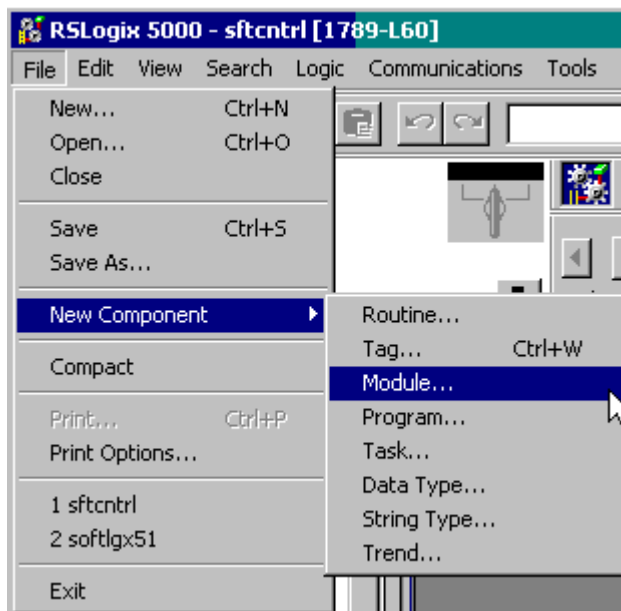 RSLogix 5000 - sftcntrl [1789-L60]
File Edit View Search Logic Communications Tools
New... Ctrl+N
Open... Ctrl+O
Close
Save Ctrl+S
Save As...
New Component
Compact
Print... Ctrl+P
Print Options...
1 sftcntrl
2 softlgx51
Exit
Routine...
Tag... Ctrl+W
Module...
Program...
Task...
Data Type...
String Type...
Trend...